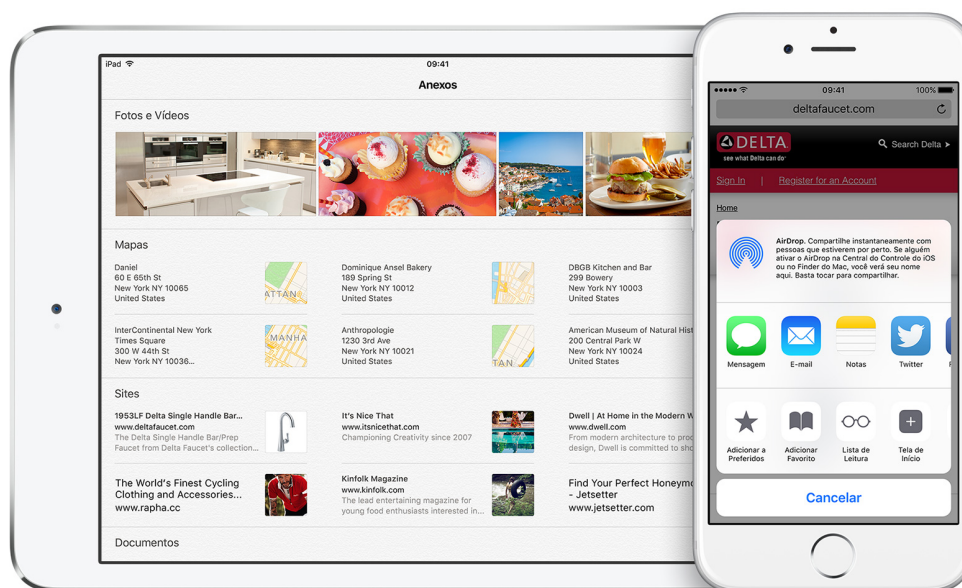 iPad 09:41
Anexos
Fotos e Vídeos
Mapas
Daniel
60 E 65th St
New York NY 10065
United States
ATTAN
Dominique Ansel Bakery
189 Spring St
New York NY 10012
United States
DBGB Kitchen and Bar
299 Bowery
New York NY 10003
United States
InterContinental New York
Times Square
300 W 44th St
New York NY 10036...
MANHA
Anthropologie
1230 3rd Ave
New York NY 10021
United States
TAN
American Museum of Natural Hist
200 Central Park W
New York NY 10024
United States
Sites
1953LF Delta Single Handle Bar...
www.deltafaucet.com
The Delta Single Handle Bar/Prep
Faucet from Delta Faucet's collection...
It's Nice That
www.itsnicethat.com
Championing Creativity since 2007
Dwell | At Home in the Modern W
www.dwell.com
From modern architecture to prod
design, Dwell is committed to sho
The World's Finest Cycling
Clothing and Accessories...
www.rapha.cc
Kinfolk Magazine
www.kinfolk.com
The lead entertaining magazine for
young food enthusiasts interested in...
Find Your Perfect Honeym
- Jetsetter
www.jetsetter.com
Documentos
09:41 100%
deltafaucet.com
DELTA
see what Delta can do
Search Delta
Sign In | Register for an Account
Home
AirDrop. Compartilhe instantaneamente com
pessoas que estiverem por perto. Se alguém
ativar o AirDrop na Central do Controle do iOS
ou no Finder do Mac, você verá seu nome
aqui. Basta tocar para compartilhar.
Mensagem E-mail Notas Twitter
Adicionar a
Preferidos
Adicionar
Favorito
Lista de
Leitura
Tela de
Início
Cancelar